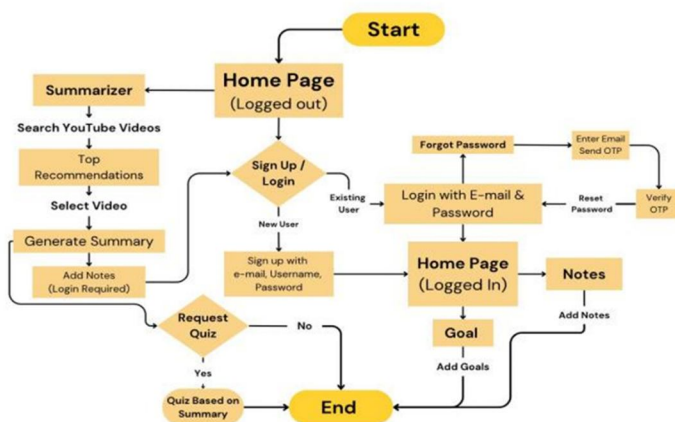 Start
Home Page
(Logged out)
Summarizer
Search YouTube Videos
Top
Recommendations
Select Video
Generate Summary
Add Notes
(Login Required)
Sign Up /
Login
Existing
User
New User
Sign up with
e-mail, Username,
Password
Forgot Password
Enter Email
Send OTP
Verify
OTP
Reset
Password
Login with E-mail &
Password
Home Page
(Logged In)
Notes
Add Notes
Goal
Add Goals
Request
Quiz
No
Yes
Quiz Based on
Summary
End